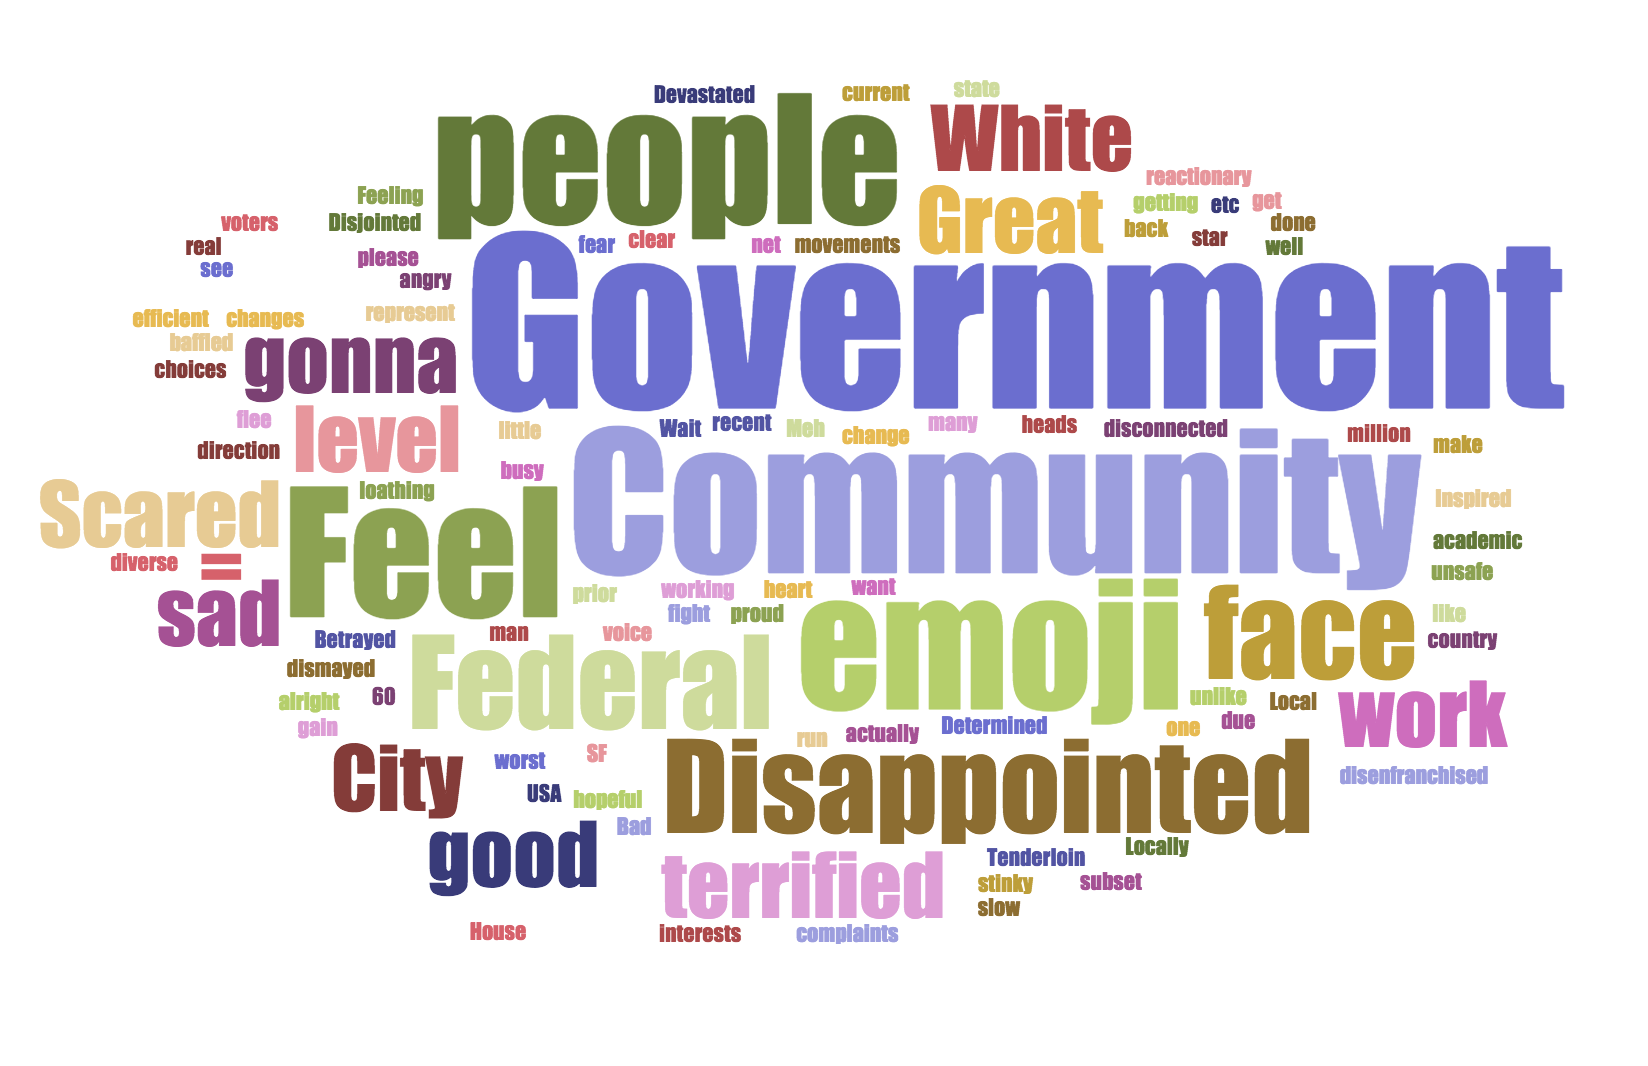 Devastated
current
state
people
White
reactionary
Feeling
getting
etc
get
Great
voters
Disjointed
back
star
done
real
fear
clear
net
movements
well
see
please
angry
Government
efficient
changes
represent
baffled
choices
gonna
flee
level
little
Wait
recent
Meh
change
many
heads
disconnected
million
make
direction
busy
Community
Scared
loathing
Inspired
Feel
academic
diverse
=
unsafe
sad
prior
working
heart
want
fight
proud
emoji
face
like
Betrayed
man
voice
country
dismayed
Federal
alright
60
unlike
Local
work
gain
run
actually
Determined
one
due
City
worst
SF
Disappointed
disenfranchised
USA
hopeful
Bad
good
Locally
terrified
Tenderloin
stinky
subset
slow
House
interests
complaints